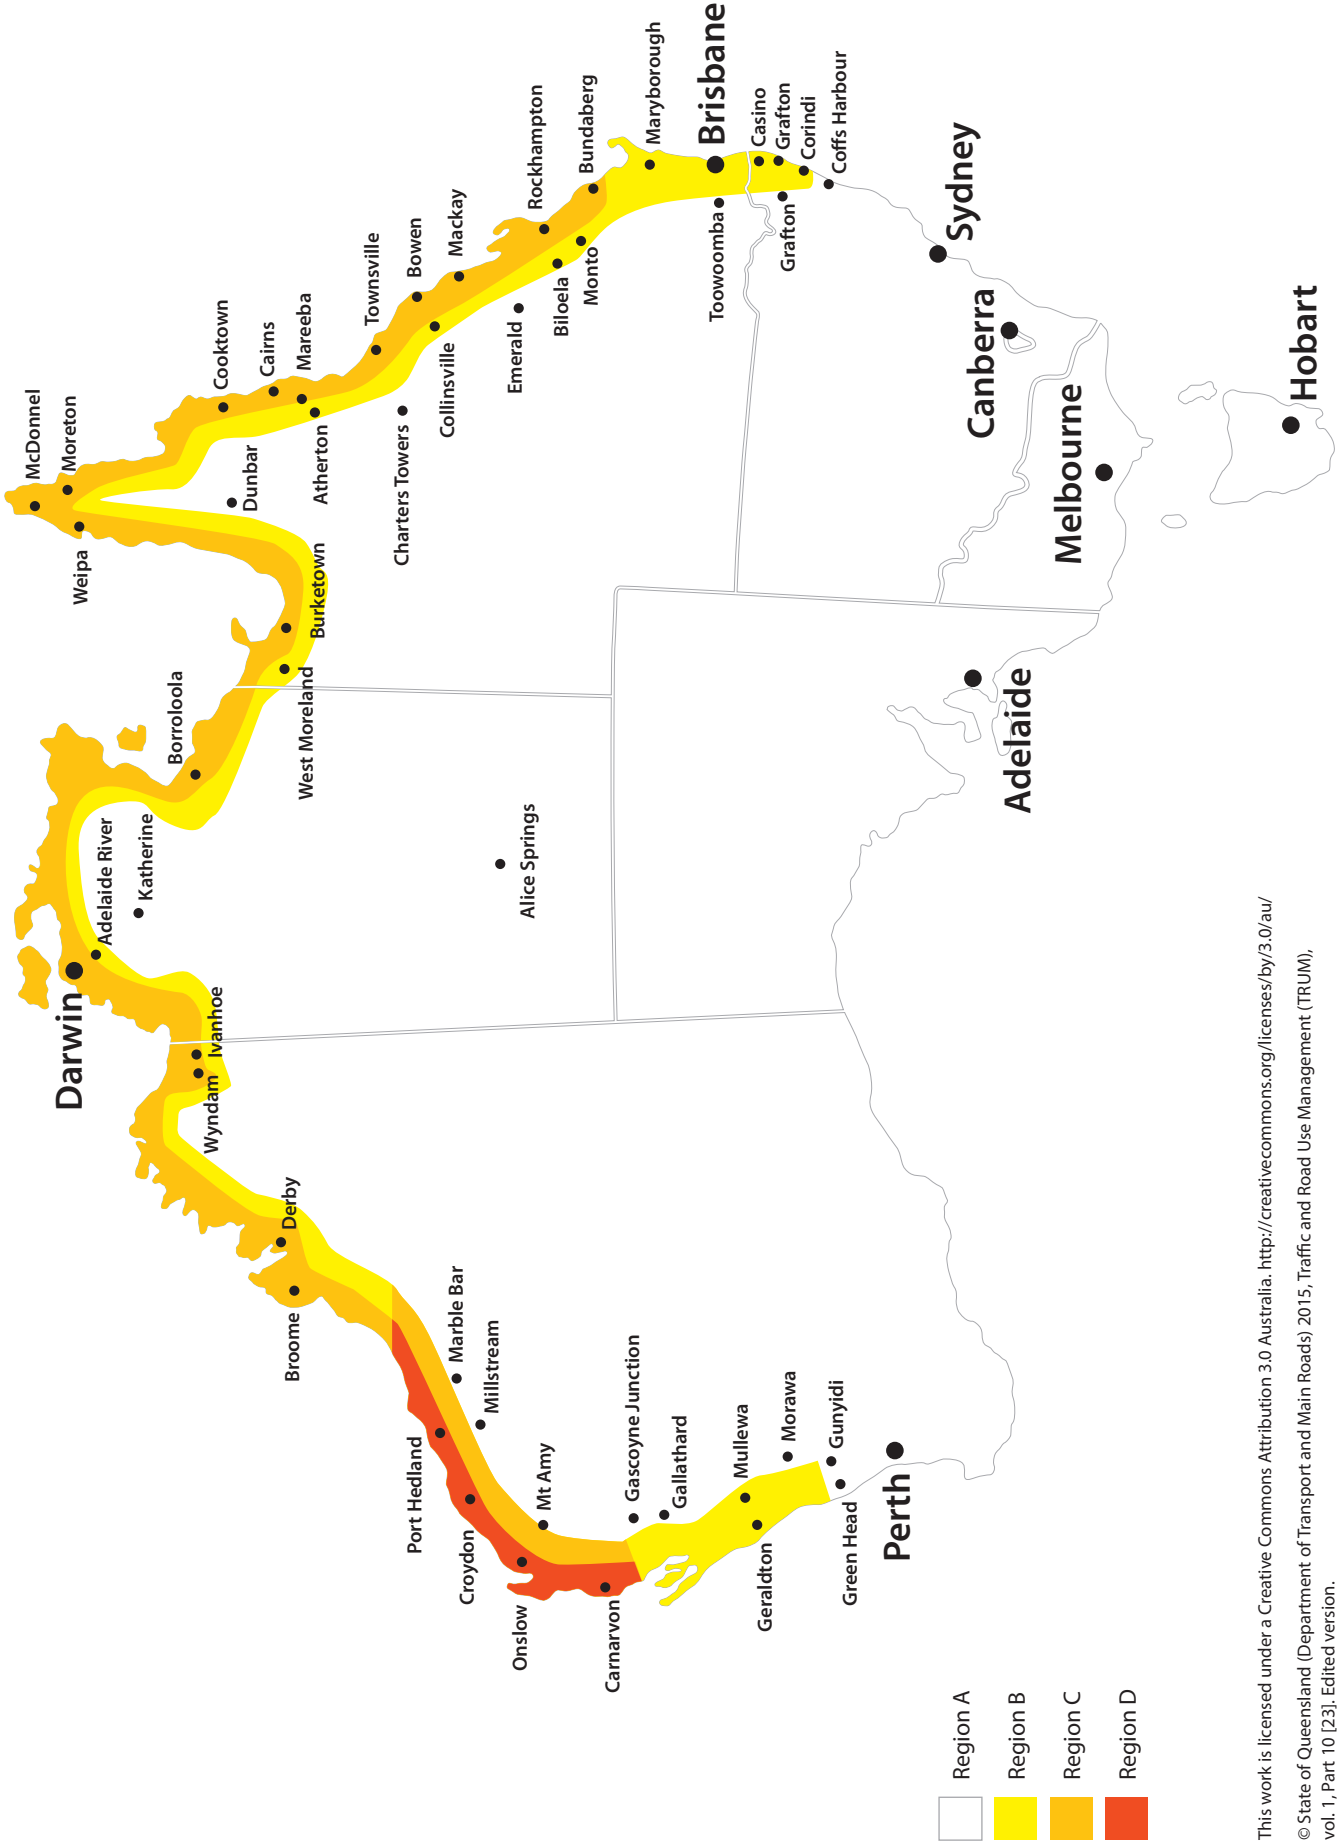 McDonnel
Moreton
Weipa
Cooktown
Cairns
Mareeba
Dunbar
Atherton
Townsville
Charters Towers
Bowen
Mackay
Collinsville
Rockhampton
Emerald
Biloela
Monto
Bundaberg
Maryborough
Brisbane
Toowoomba
Casino
Grafton
Corindi
Coffs Harbour
Grafton
Sydney
Canberra
Melbourne
Hobart
Adelaide
Burketown
West Moreland
Borroloola
Alice Springs
Katherine
Adelaide River
Darwin
Ivanhoe
Wyndam
Derby
Broome
Marble Bar
Millstream
Port Hedland
Croydon
Mt Amy
Onslow
Carnarvon
Gascoyne Junction
Gallathard
Mullewa
Morawa
Geraldton
Gunyidi
Green Head
Perth
Region A
Region B
Region C
Region D
This work is licensed under a Creative Commons Attribution 3.0 Australia. http://creativecommons.org/licenses/by/3.0/au/
© State of Queensland (Department of Transport and Main Roads) 2015, Traffic and Road Use Management (TRUM),
vol. 1, Part 10 [23]. Edited version.